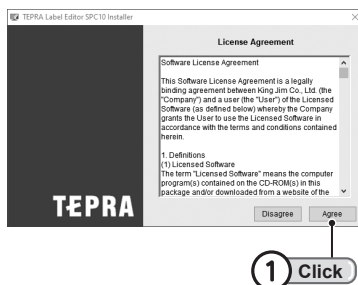 TEPRA Label Editor SPC10 Installer
License Agreement
Software License Agreement
This Software License Agreement is a legally
binding agreement between King Jim Co., Ltd. (the
"Company") and a user (the "User") of the Licensed
Software (as defined below) whereby the Company
grants the User to use the Licensed Software in
accordance with the terms and conditions contained
herein.
1. Definitions
(1) Licensed Software
The term "Licensed Software" means the computer
program(s) contained on the CD-ROM(s) in this
package and/or downloaded from a website of the
TEPRA
Disagree
Agree
1 Click